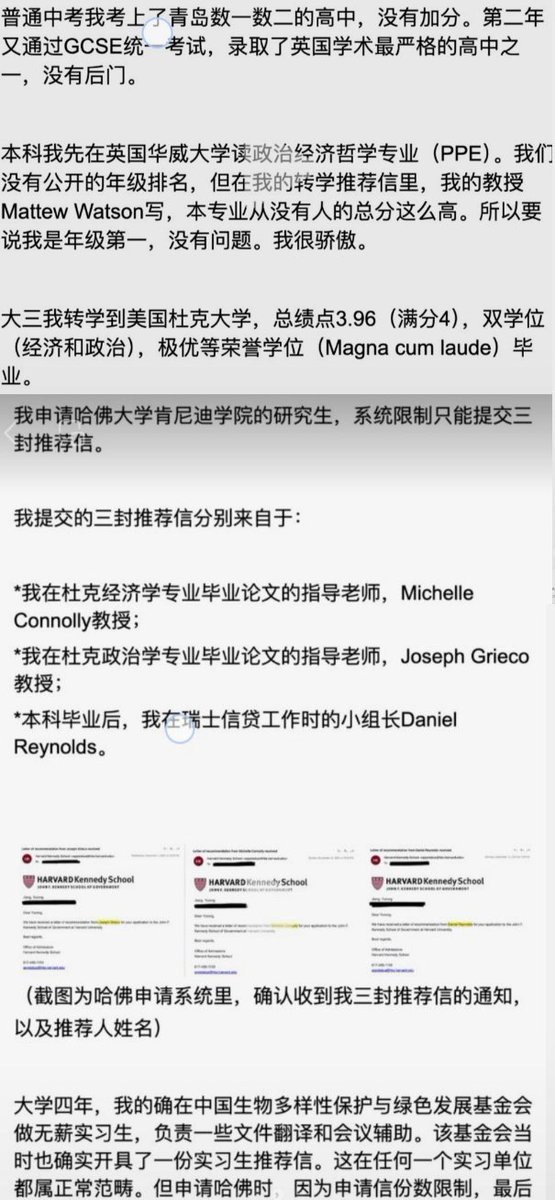 普通中考我考上了青岛数一数二的高中，没有加分。第二年
又通过GCSE统一考试，录取了英国学术最严格的高中之
一，没有后门。
本科我先在英国华威大学读政治经济哲学专业（PPE）。我们
没有公开的年级排名，但在我的转学推荐信里，我的教授
Mattew Watson写，本专业从没有人的总分这么高。所以要
说我是年级第一，没有问题。我很骄傲。
大三我转学到美国杜克大学，总绩点3.96（满分4），双学位
（经济和政治），极优等荣誉学位（Magna cum laude）毕
业。
我申请哈佛大学肯尼迪学院的研究生，系统限制只能提交三
封推荐信。
我提交的三封推荐信分别来自于：
*我在杜克经济学专业毕业论文的指导老师，Michelle
Connolly教授；
*我在杜克政治学专业毕业论文的指导老师，Joseph Grieco
教授；
*本科毕业后，我在瑞士信贷工作时的小组长Daniel
Reynolds。
HARVARD Kennedy School
JOHN F. KENNEDY SCHOOL OF GOVERNMENT
HARVARD Kennedy School
JOHN F. KENNEDY SCHOOL OF GOVERNMENT
HARVARD Kennedy School
JOHN F. KENNEDY SCHOOL OF GOVERNMENT
（截图为哈佛申请系统里，确认收到我三封推荐信的通知，
以及推荐人姓名）
大学四年，我的确在中国生物多样性保护与绿色发展基金会
做无薪实习生，负责一些文件翻译和会议辅助。该基金会当
时也确实开具了一份实习生推荐信。这在任何一个实习单位
都属正常范畴。但申请哈佛时，因为申请信份数限制，最后